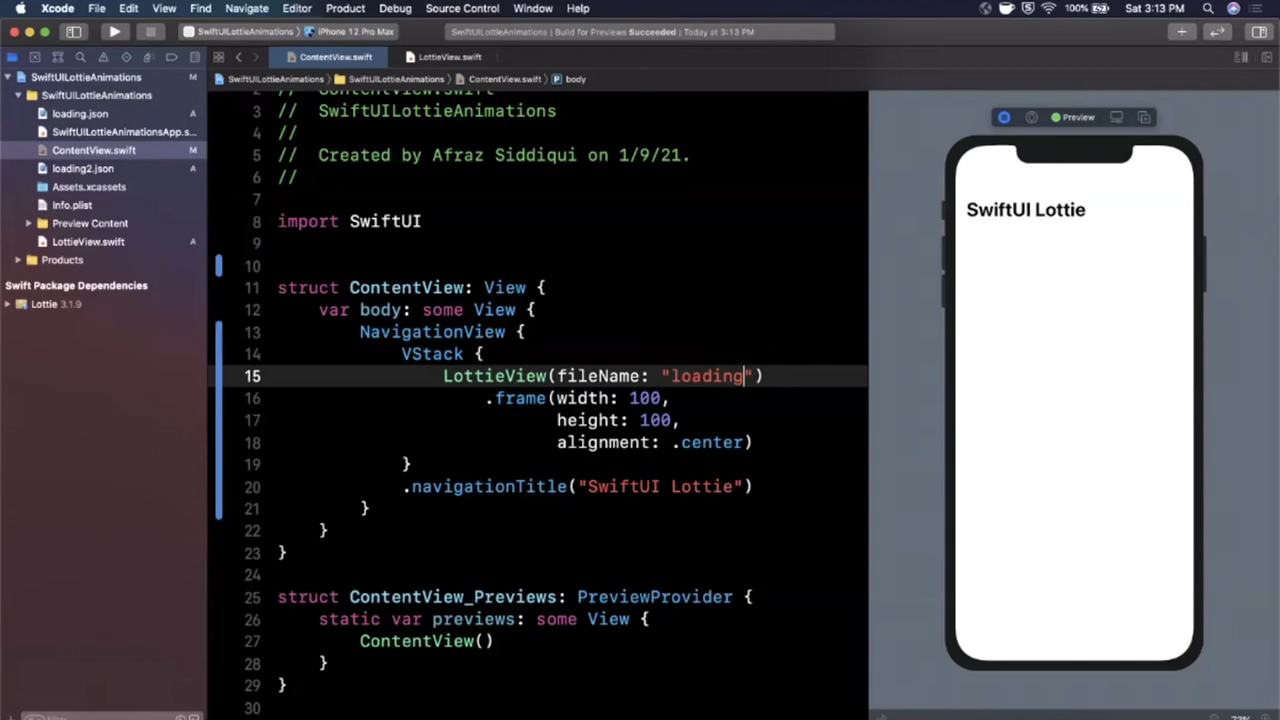 Xcode File Edit View Find Navigate Editor Product Debug Source Control Window Help 100% Sat 3:13 PM
SwiftUILottieAnimations iPhone 12 Pro Max SwiftUILottieAnimations | Build for Previews Succeeded | Today at 3:13 PM
ContentView.swift LottieView.swift
SwiftUILottieAnimations SwiftUILottieAnimations ContentView.swift body
SwiftUILottieAnimations M
SwiftUILottieAnimations
loading.json A
SwiftUILottieAnimationsApp.s...
ContentView.swift M
loading2.json A
Assets.xcassets
Info.plist
Preview Content
LottieView.swift A
Products
Swift Package Dependencies
Lottie 3.1.9
2 // ContentView.swift
3 // SwiftUILottieAnimations
4 //
5 // Created by Afraz Siddiqui on 1/9/21.
6 //
7
8 import SwiftUI
9
10
11 struct ContentView: View {
12 var body: some View {
13 NavigationView {
14 VStack {
15 LottieView(fileName: "loading")
16 .frame(width: 100,
17 height: 100,
18 alignment: .center)
19 }
20 .navigationTitle("SwiftUI Lottie")
21 }
22 }
23 }
24
25 struct ContentView_Previews: PreviewProvider {
26 static var previews: some View {
27 ContentView()
28 }
29 }
30
Preview
SwiftUI Lottie